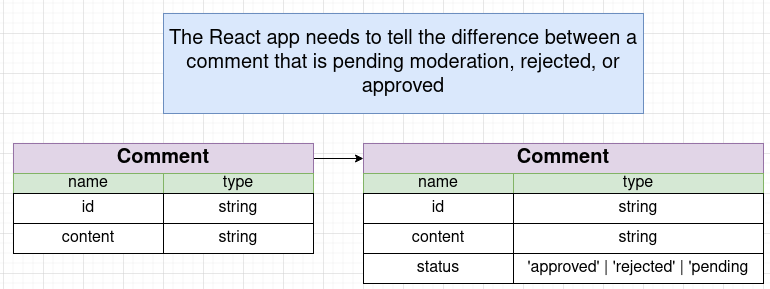 The React app needs to tell the difference between a
comment that is pending moderation, rejected, or
approved
Comment
name type
id string
content string
Comment
name type
id string
content string
status 'approved' | 'rejected' | 'pending